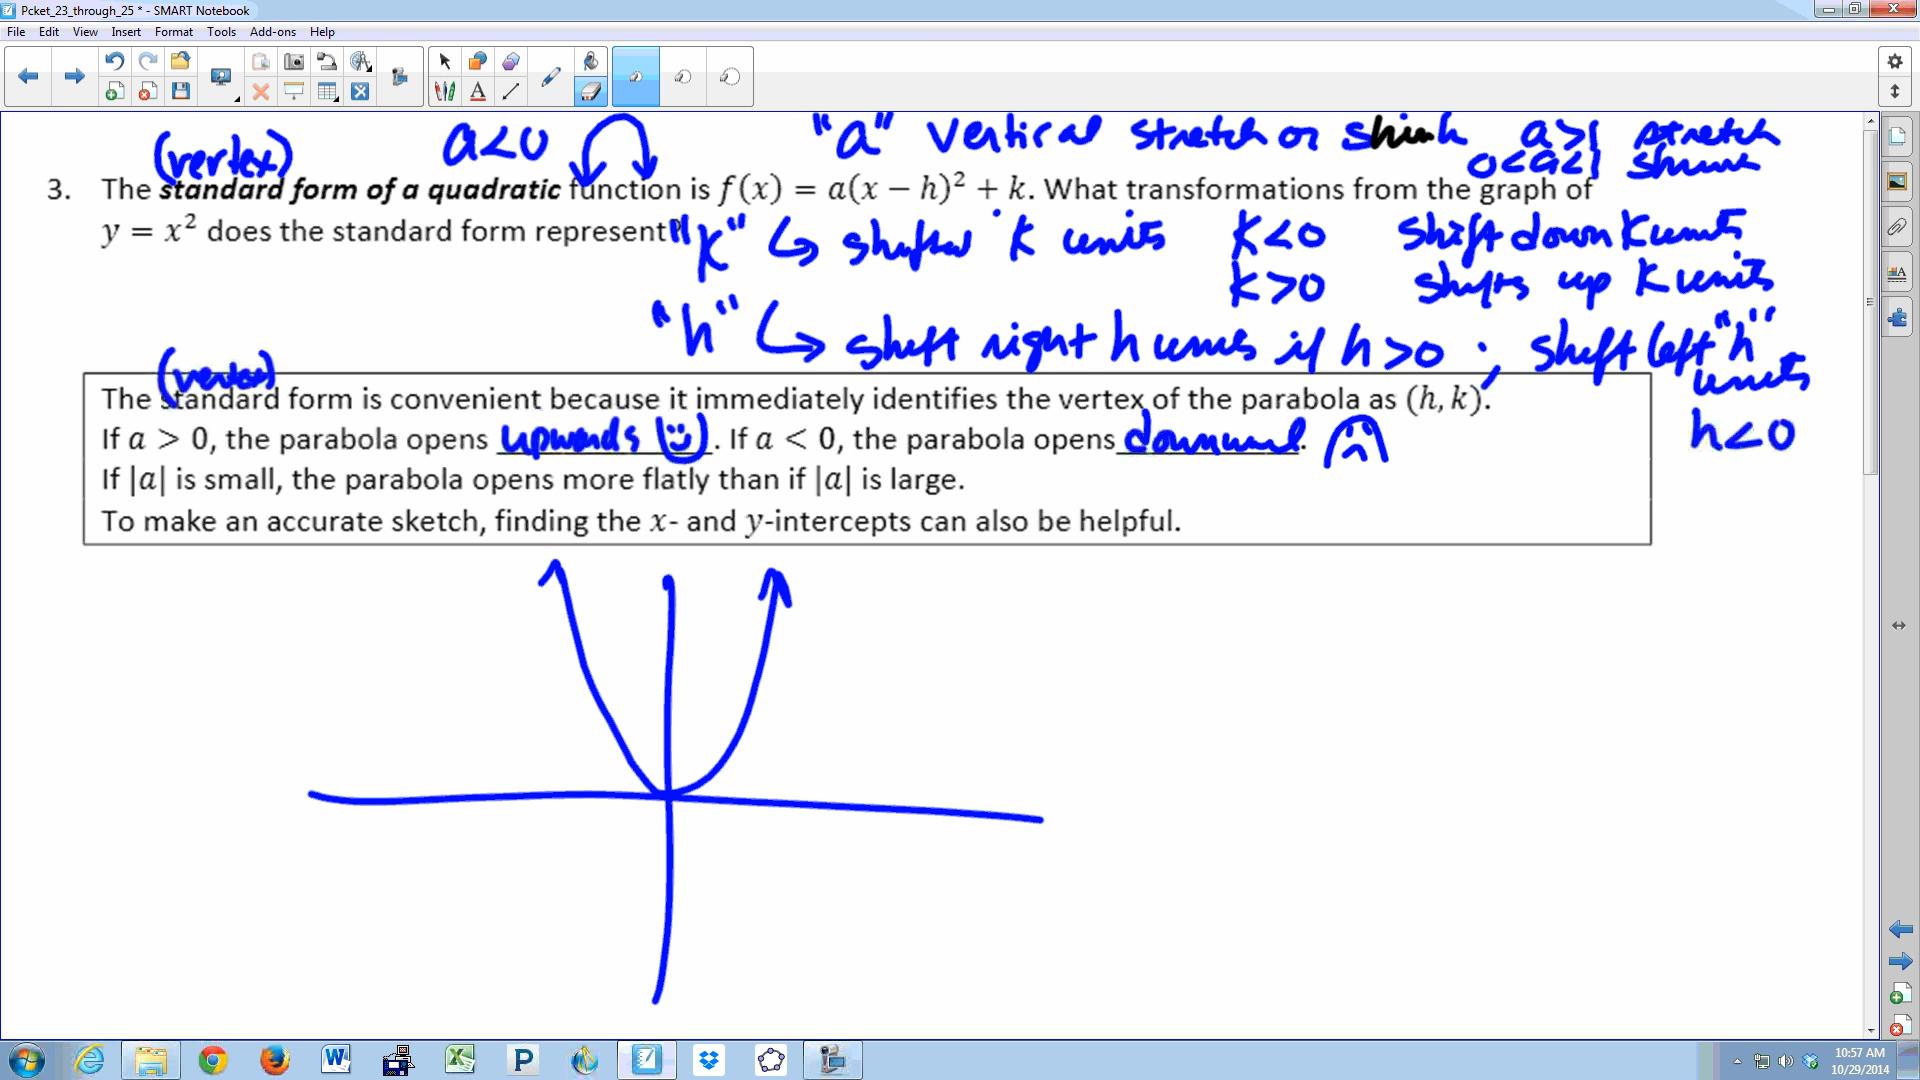 Pcket_23_through_25 * - SMART Notebook
File Edit View Insert Format Tools Add-ons Help
(vertex) a<0 "a" vertical stretch or shrink a>1 stretch
0<a<1 shrink
3. The standard form of a quadratic function is f(x) = a(x − h)² + k. What transformations from the graph of
y = x² does the standard form represent?
"k" ↪ shifted k units k<0 shift down k units
k>0 shifts up k units
"h" ↪ shift right h units if h>0 ; shift left "h"
units
h<0
(vertex)
The standard form is convenient because it immediately identifies the vertex of the parabola as (h, k).
If a > 0, the parabola opens upwards. If a < 0, the parabola opens downward.
If |a| is small, the parabola opens more flatly than if |a| is large.
To make an accurate sketch, finding the x- and y-intercepts can also be helpful.
10:57 AM
10/29/2014